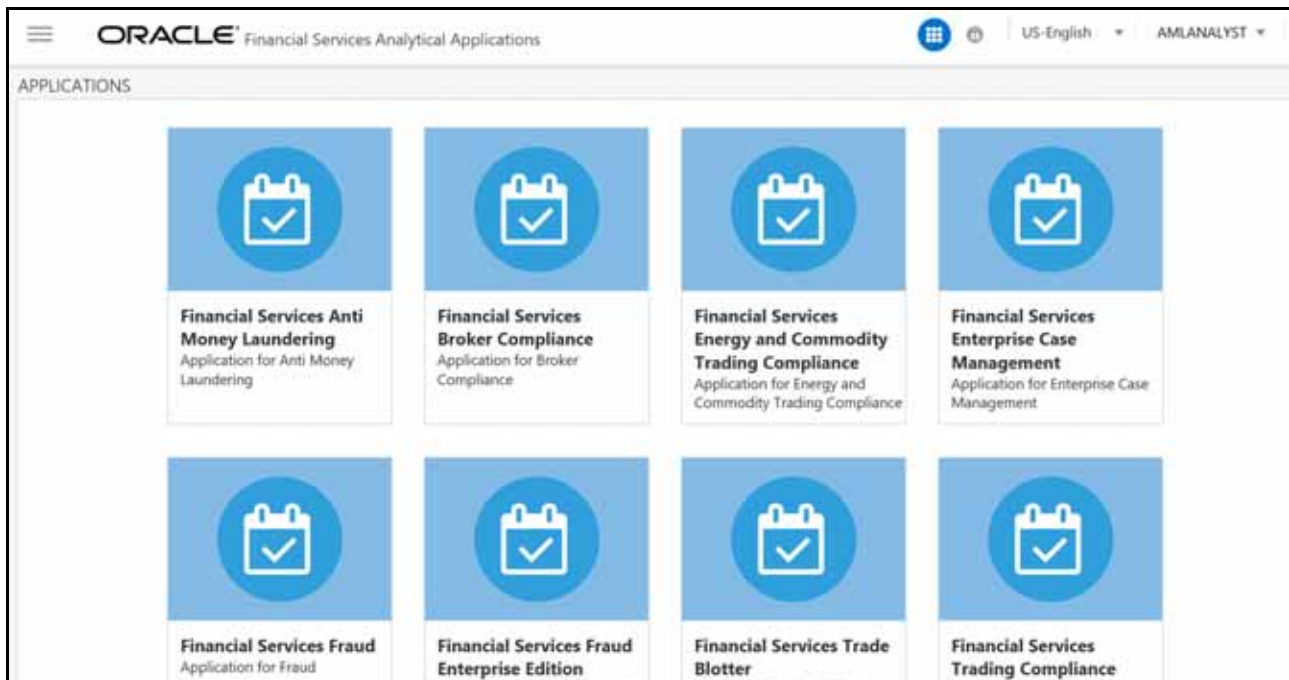 ORACLE Financial Services Analytical Applications
US-English
AMLANALYST
APPLICATIONS
Financial Services Anti
Money Laundering
Application for Anti Money
Laundering
Financial Services
Broker Compliance
Application for Broker
Compliance
Financial Services
Energy and Commodity
Trading Compliance
Application for Energy and
Commodity Trading Compliance
Financial Services
Enterprise Case
Management
Application for Enterprise Case
Management
Financial Services Fraud
Application for Fraud
Financial Services Fraud
Enterprise Edition
Financial Services Trade
Blotter
Financial Services
Trading Compliance